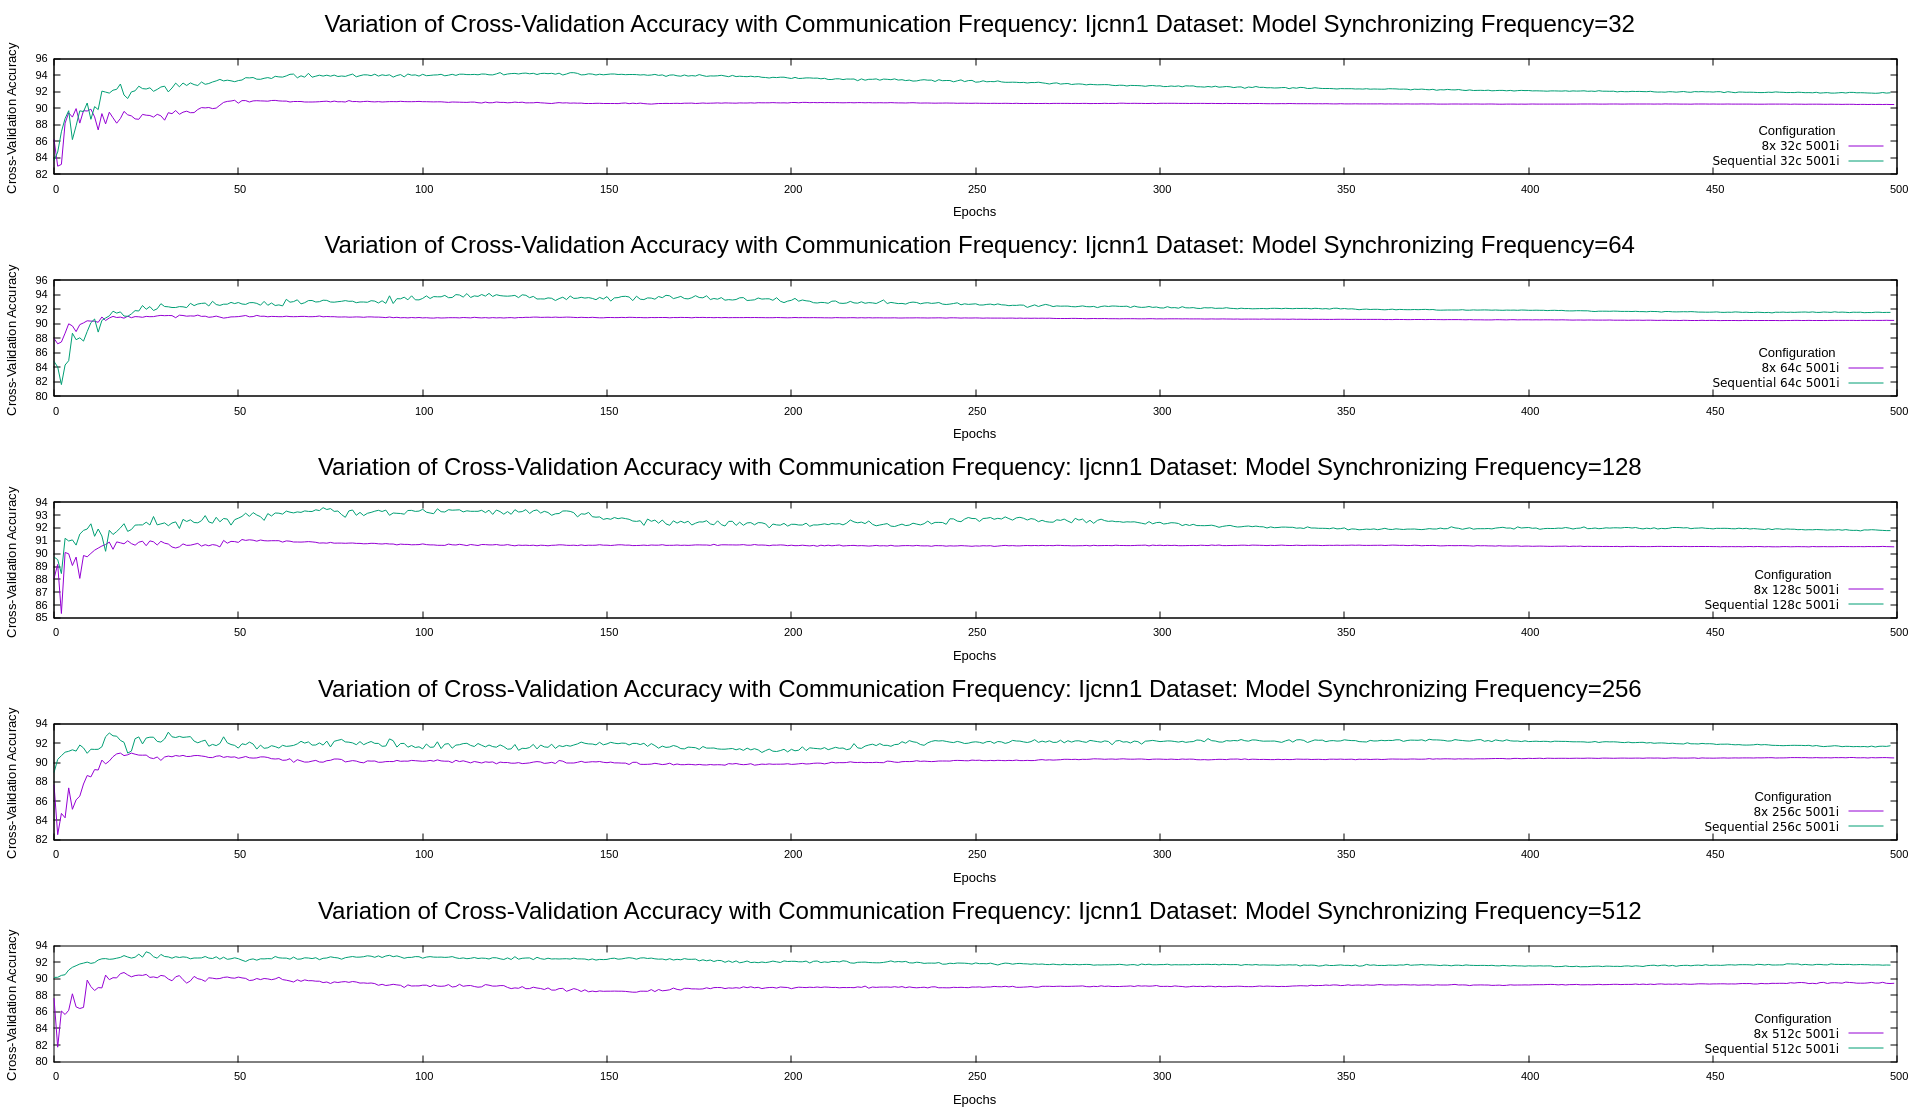 Variation of Cross-Validation Accuracy with Communication Frequency: Ijcnn1 Dataset: Model Synchronizing Frequency=32
Cross-Validation Accuracy
96
94
92
90
88
86
84
82
Configuration
8x 32c 5001i
Sequential 32c 5001i
0 50 100 150 200 250 300 350 400 450 500
Epochs
Variation of Cross-Validation Accuracy with Communication Frequency: Ijcnn1 Dataset: Model Synchronizing Frequency=64
Cross-Validation Accuracy
96
94
92
90
88
86
84
82
80
Configuration
8x 64c 5001i
Sequential 64c 5001i
0 50 100 150 200 250 300 350 400 450 500
Epochs
Variation of Cross-Validation Accuracy with Communication Frequency: Ijcnn1 Dataset: Model Synchronizing Frequency=128
Cross-Validation Accuracy
94
93
92
91
90
89
88
87
86
85
Configuration
8x 128c 5001i
Sequential 128c 5001i
0 50 100 150 200 250 300 350 400 450 500
Epochs
Variation of Cross-Validation Accuracy with Communication Frequency: Ijcnn1 Dataset: Model Synchronizing Frequency=256
Cross-Validation Accuracy
94
92
90
88
86
84
82
Configuration
8x 256c 5001i
Sequential 256c 5001i
0 50 100 150 200 250 300 350 400 450 500
Epochs
Variation of Cross-Validation Accuracy with Communication Frequency: Ijcnn1 Dataset: Model Synchronizing Frequency=512
Cross-Validation Accuracy
94
92
90
88
86
84
82
80
Configuration
8x 512c 5001i
Sequential 512c 5001i
0 50 100 150 200 250 300 350 400 450 500
Epochs